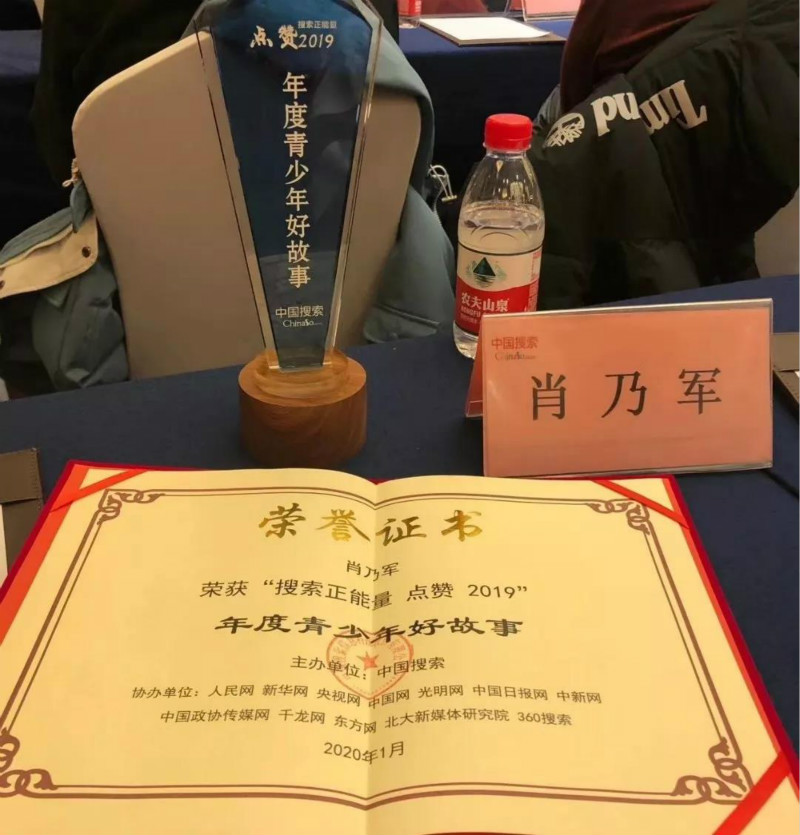 点赞
搜索正能量
2019
年度青少年好故事
中国搜索
ChinaSo
农夫山泉
中国搜索
ChinaSo
肖乃军
荣誉证书
肖乃军
荣获“搜索正能量 点赞 2019”
年度青少年好故事
主办单位：中国搜索
协办单位：人民网 新华网 央视网 中国网 光明网 中国日报网 中新网
中国政协传媒网 千龙网 东方网 北大新媒体研究院 360搜索
2020年1月